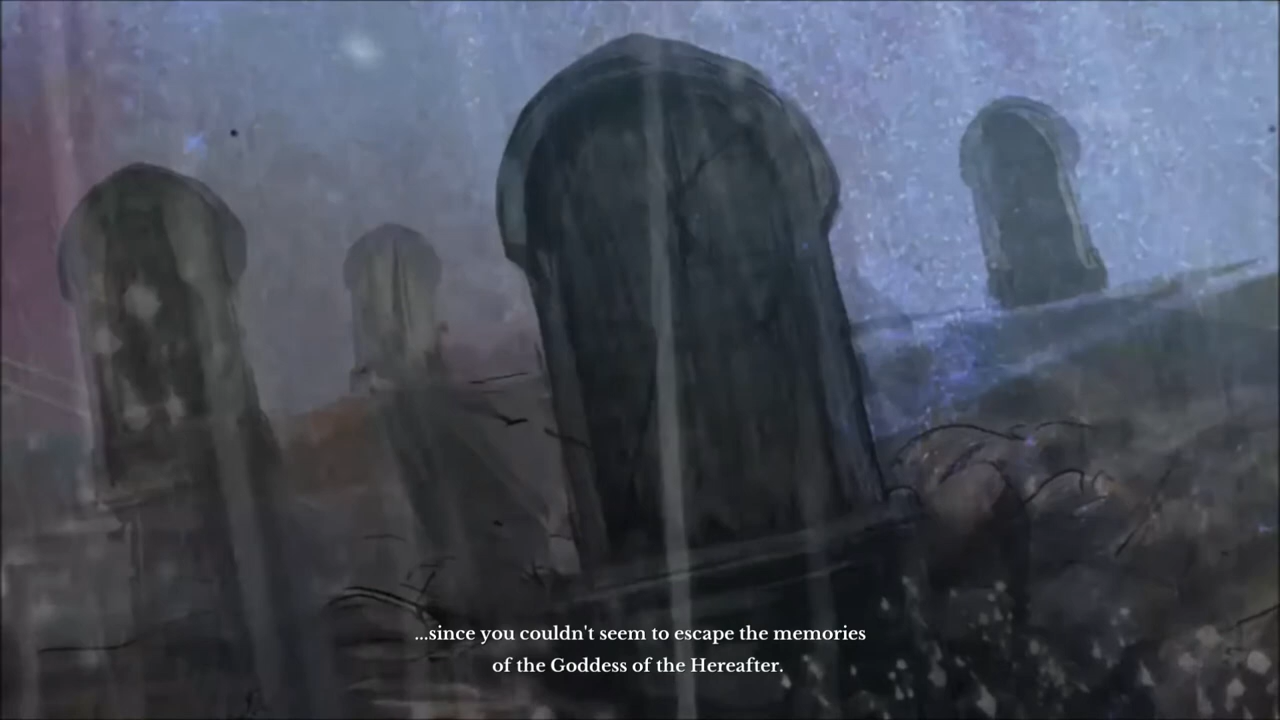 ...since you couldn't seem to escape the memories
of the Goddess of the Hereafter.